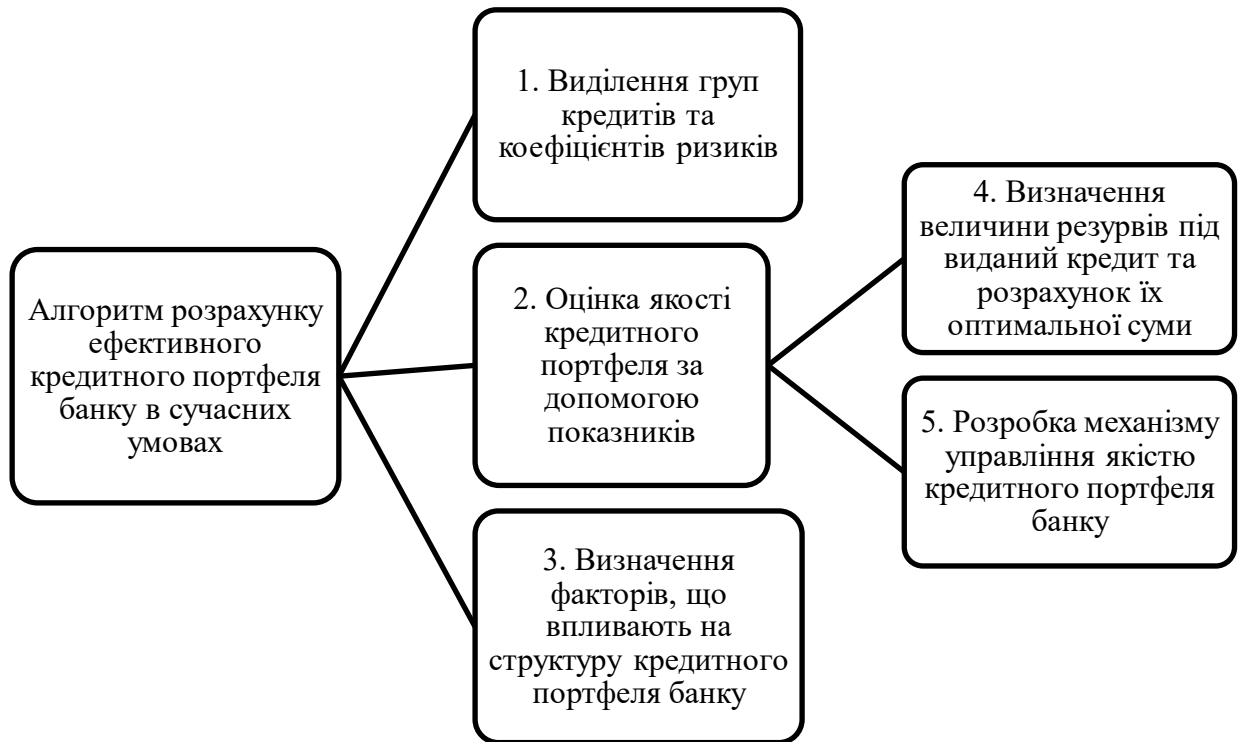 Алгоритм розрахунку
ефективного
кредитного портфеля
банку в сучасних
умовах
1. Виділення груп
кредитів та
коефіцієнтів ризиків
2. Оцінка якості
кредитного
портфеля за
допомогою
показників
3. Визначення
факторів, що
впливають на
структуру кредитного
портфеля банку
4. Визначення
величини резурвів під
виданий кредит та
розрахунок їх
оптимальної суми
5. Розробка механізму
управління якістю
кредитного портфеля
банку